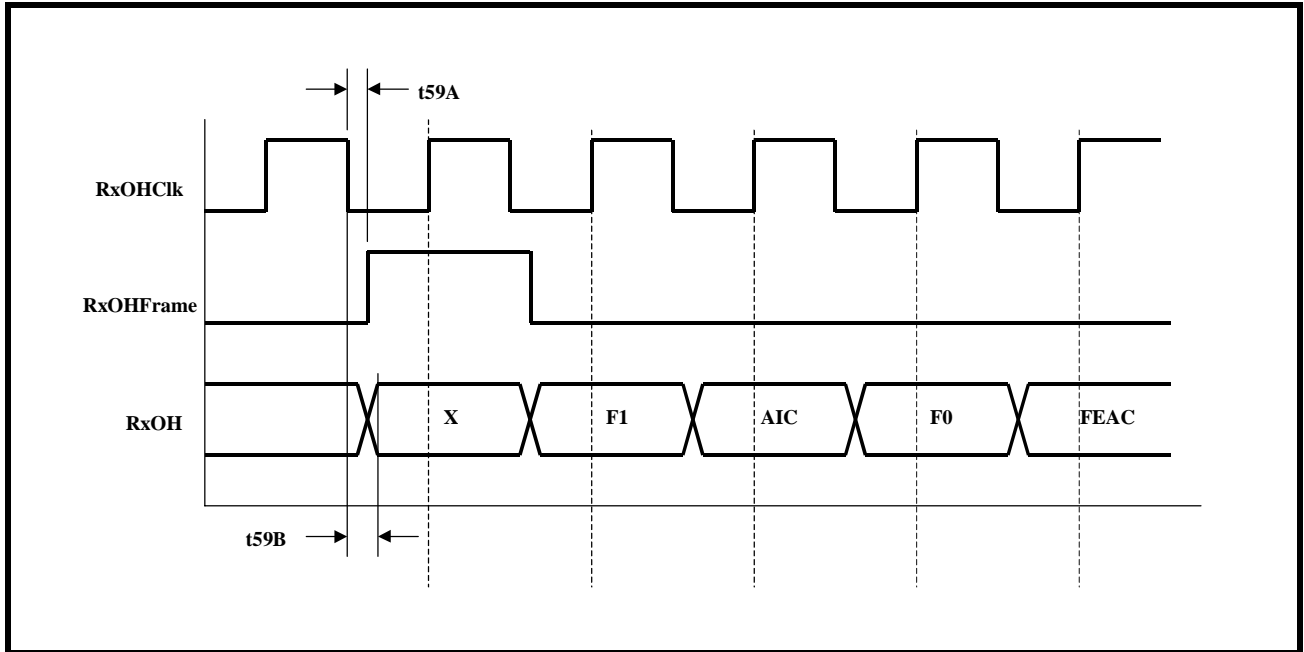 t59A
RxOHClk
RxOHFrame
RxOH
X
F1
AIC
F0
FEAC
t59B